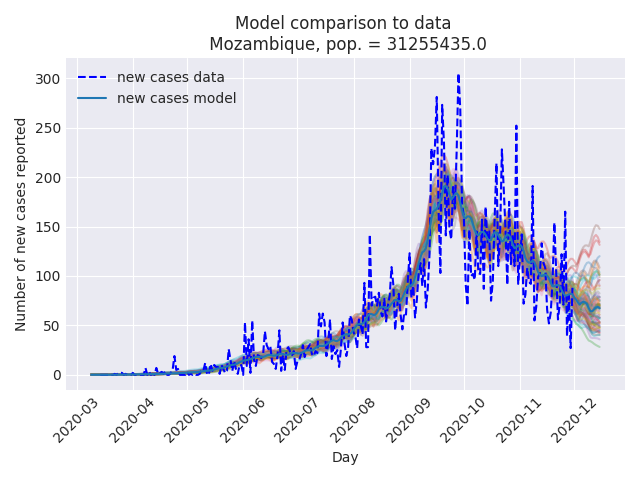 Model comparison to data
Mozambique, pop. = 31255435.0
new cases data
new cases model
Number of new cases reported
300
250
200
150
100
50
0
2020-03
2020-04
2020-05
2020-06
2020-07
2020-08
2020-09
2020-10
2020-11
2020-12
Day